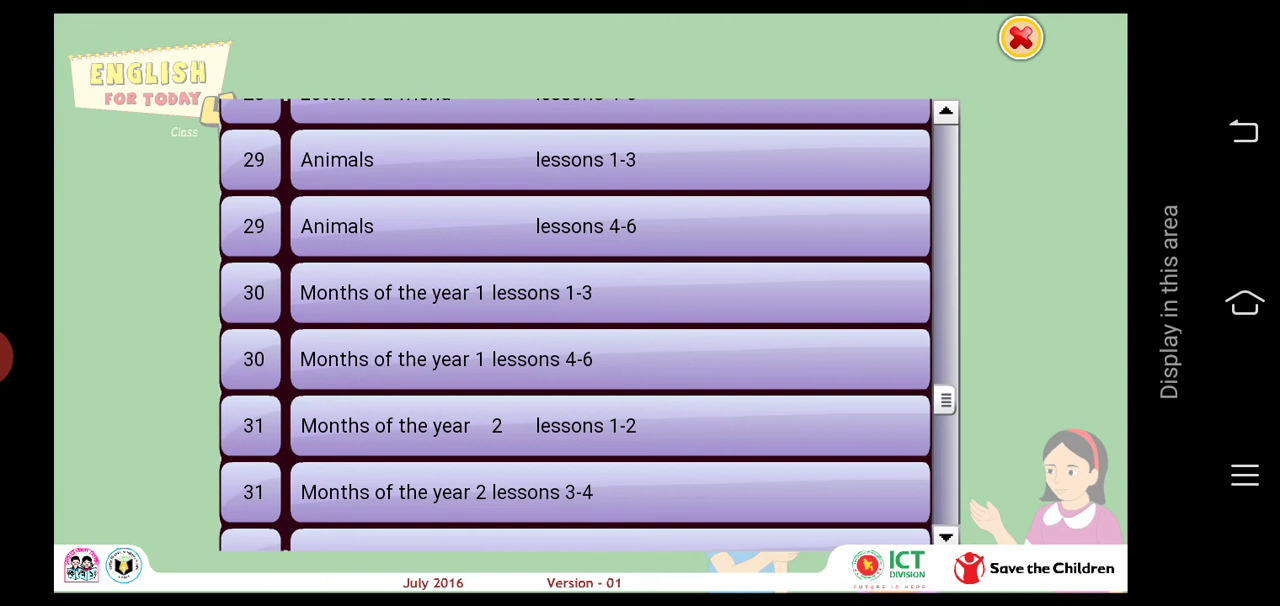 ENGLISH
FOR TODAY
Class
29 Animals lessons 1-3
29 Animals lessons 4-6
30 Months of the year 1 lessons 1-3
30 Months of the year 1 lessons 4-6
31 Months of the year 2 lessons 1-2
31 Months of the year 2 lessons 3-4
July 2016 Version - 01
ICT
DIVISION
FUTURE IS HERE
Save the Children
Display in this area